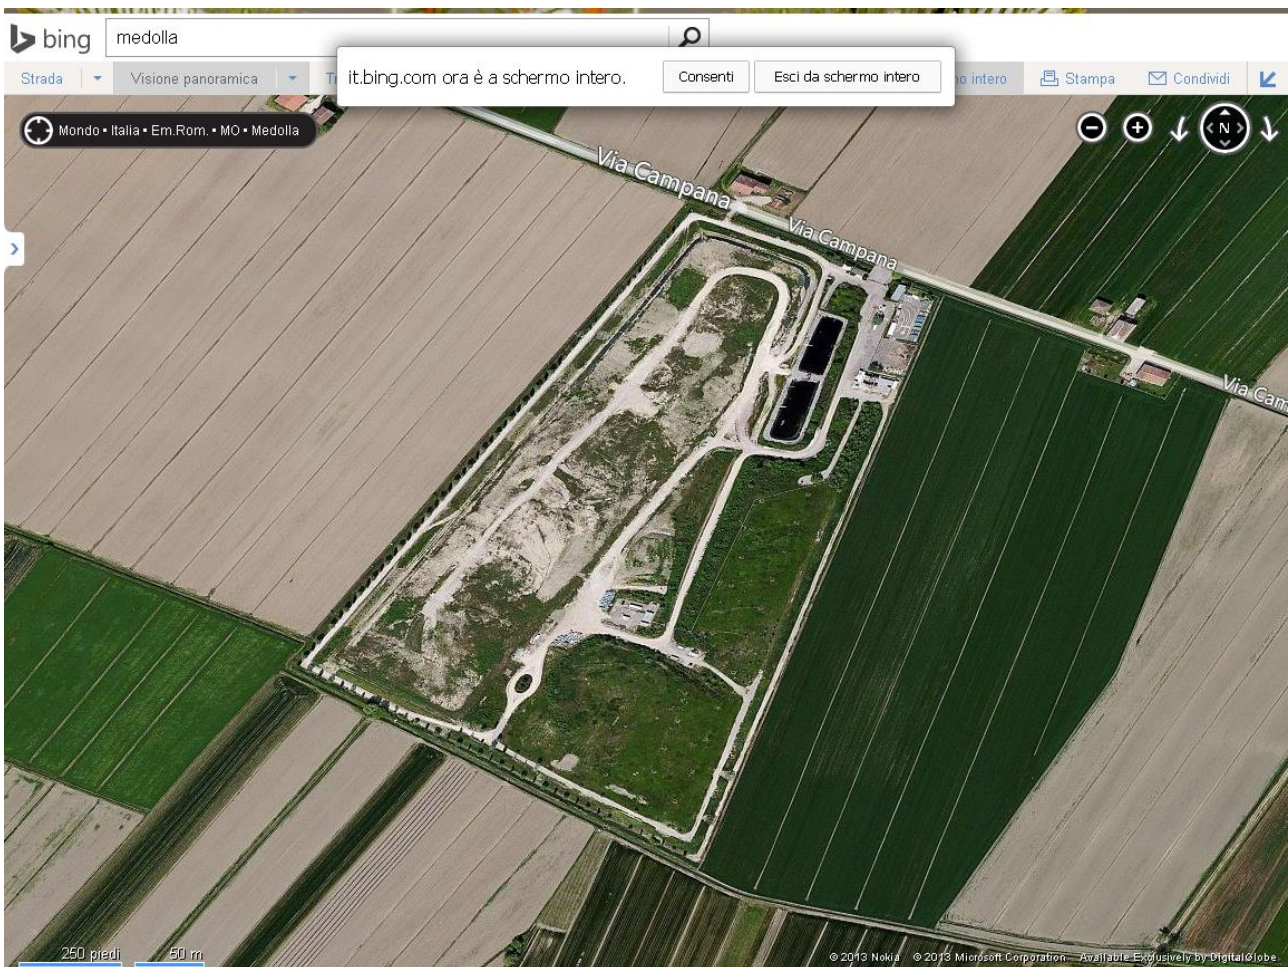 bing
medolla
Strada
Visione panoramica
it.bing.com ora è a schermo intero.
Consenti
Esci da schermo intero
intero
Stampa
Condividi
Mondo • Italia • Em.Rom. • MO • Medolla
N
Via Campana
Via Campana
Via Cam
250 piedi
50 m
© 2013 Nokia © 2013 Microsoft Corporation Available Exclusively by DigitalGlobe